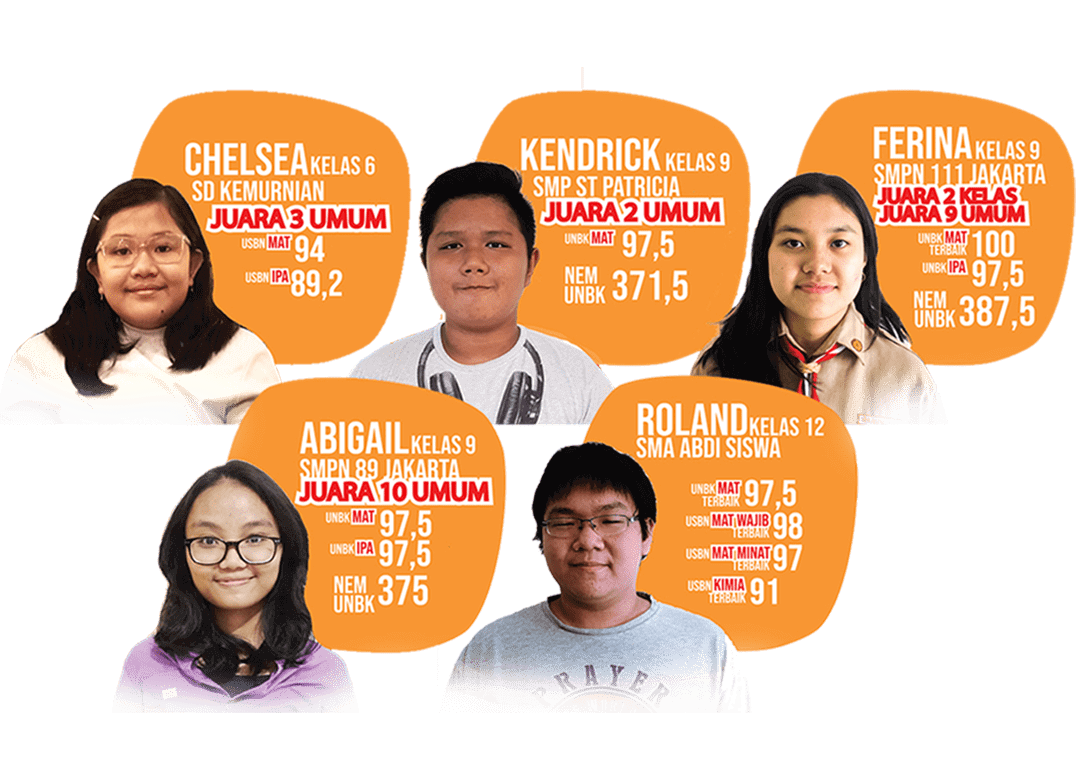 CHELSEA KELAS 6
SD KEMURNIAN
JUARA 3 UMUM
USBN MAT 94
USBN IPA 89,2
KENDRICK KELAS 9
SMP ST PATRICIA
JUARA 2 UMUM
UNBK MAT 97,5
NEM UNBK 371,5
FERINA KELAS 9
SMPN 111 JAKARTA
JUARA 2 KELAS
JUARA 9 UMUM
UNBK MAT TERBAIK 100
UNBK IPA 97,5
NEM UNBK 387,5
ABIGAIL KELAS 9
SMPN 89 JAKARTA
JUARA 10 UMUM
UNBK MAT 97,5
UNBK IPA 97,5
NEM UNBK 375
ROLAND KELAS 12
SMA ABDI SISWA
UNBK MAT TERBAIK 97,5
USBN MAT WAJIB TERBAIK 98
USBN MAT MINAT TERBAIK 97
USBN KIMIA TERBAIK 91
PRAYER